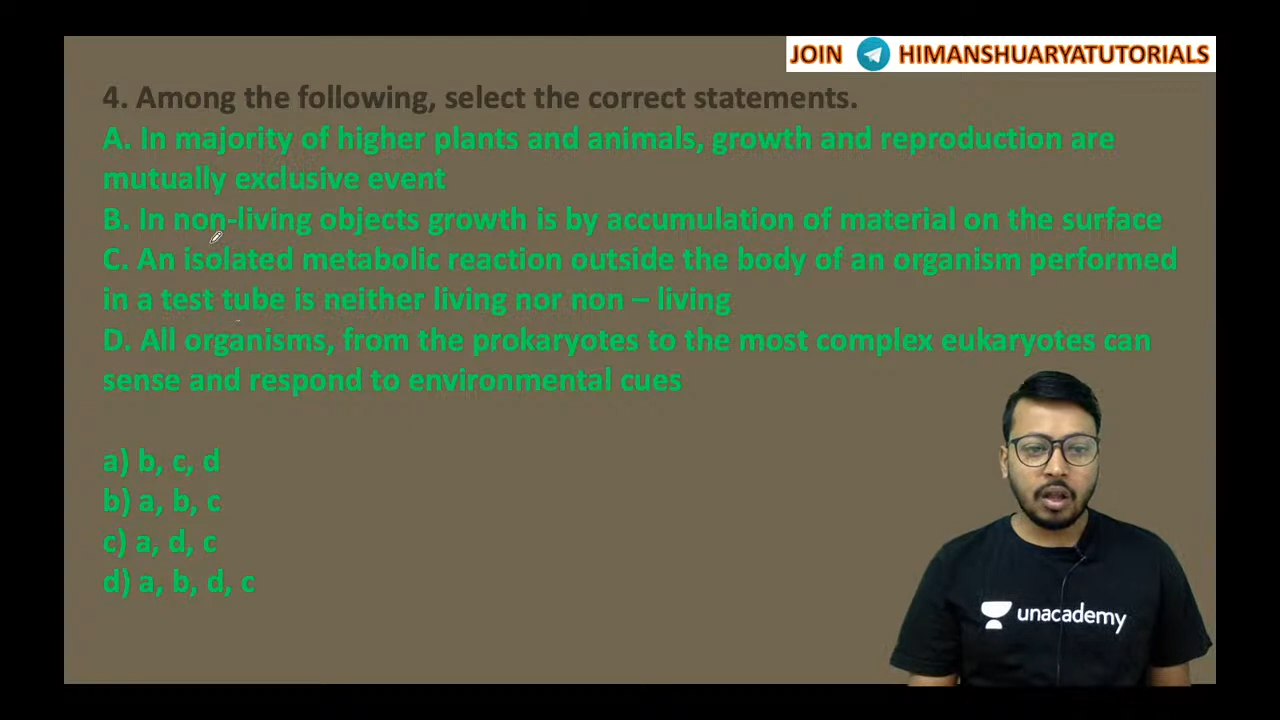 JOIN HIMANSHUARYATUTORIALS
4. Among the following, select the correct statements.
A. In majority of higher plants and animals, growth and reproduction are
mutually exclusive event
B. In non-living objects growth is by accumulation of material on the surface
C. An isolated metabolic reaction outside the body of an organism performed
in a test tube is neither living nor non – living
D. All organisms, from the prokaryotes to the most complex eukaryotes can
sense and respond to environmental cues
a) b, c, d
b) a, b, c
c) a, d, c
d) a, b, d, c
unacademy